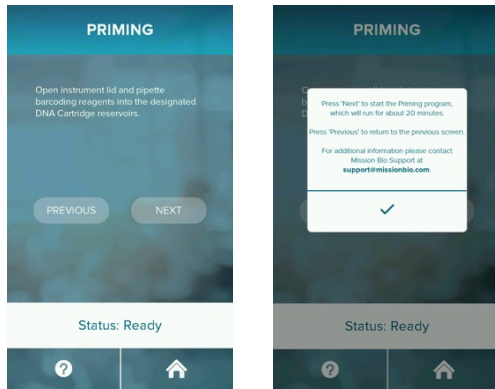 PRIMING
Open instrument lid and pipette
barcoding reagents into the designated
DNA Cartridge reservoirs.
PREVIOUS
NEXT
Status: Ready
?
PRIMING
O
b
D
Press 'Next' to start the Priming program,
which will run for about 20 minutes.
Press 'Previous' to return to the previous screen.
For additional information please contact
Mission Bio Support at
support@missionbio.com.
Status: Ready
?